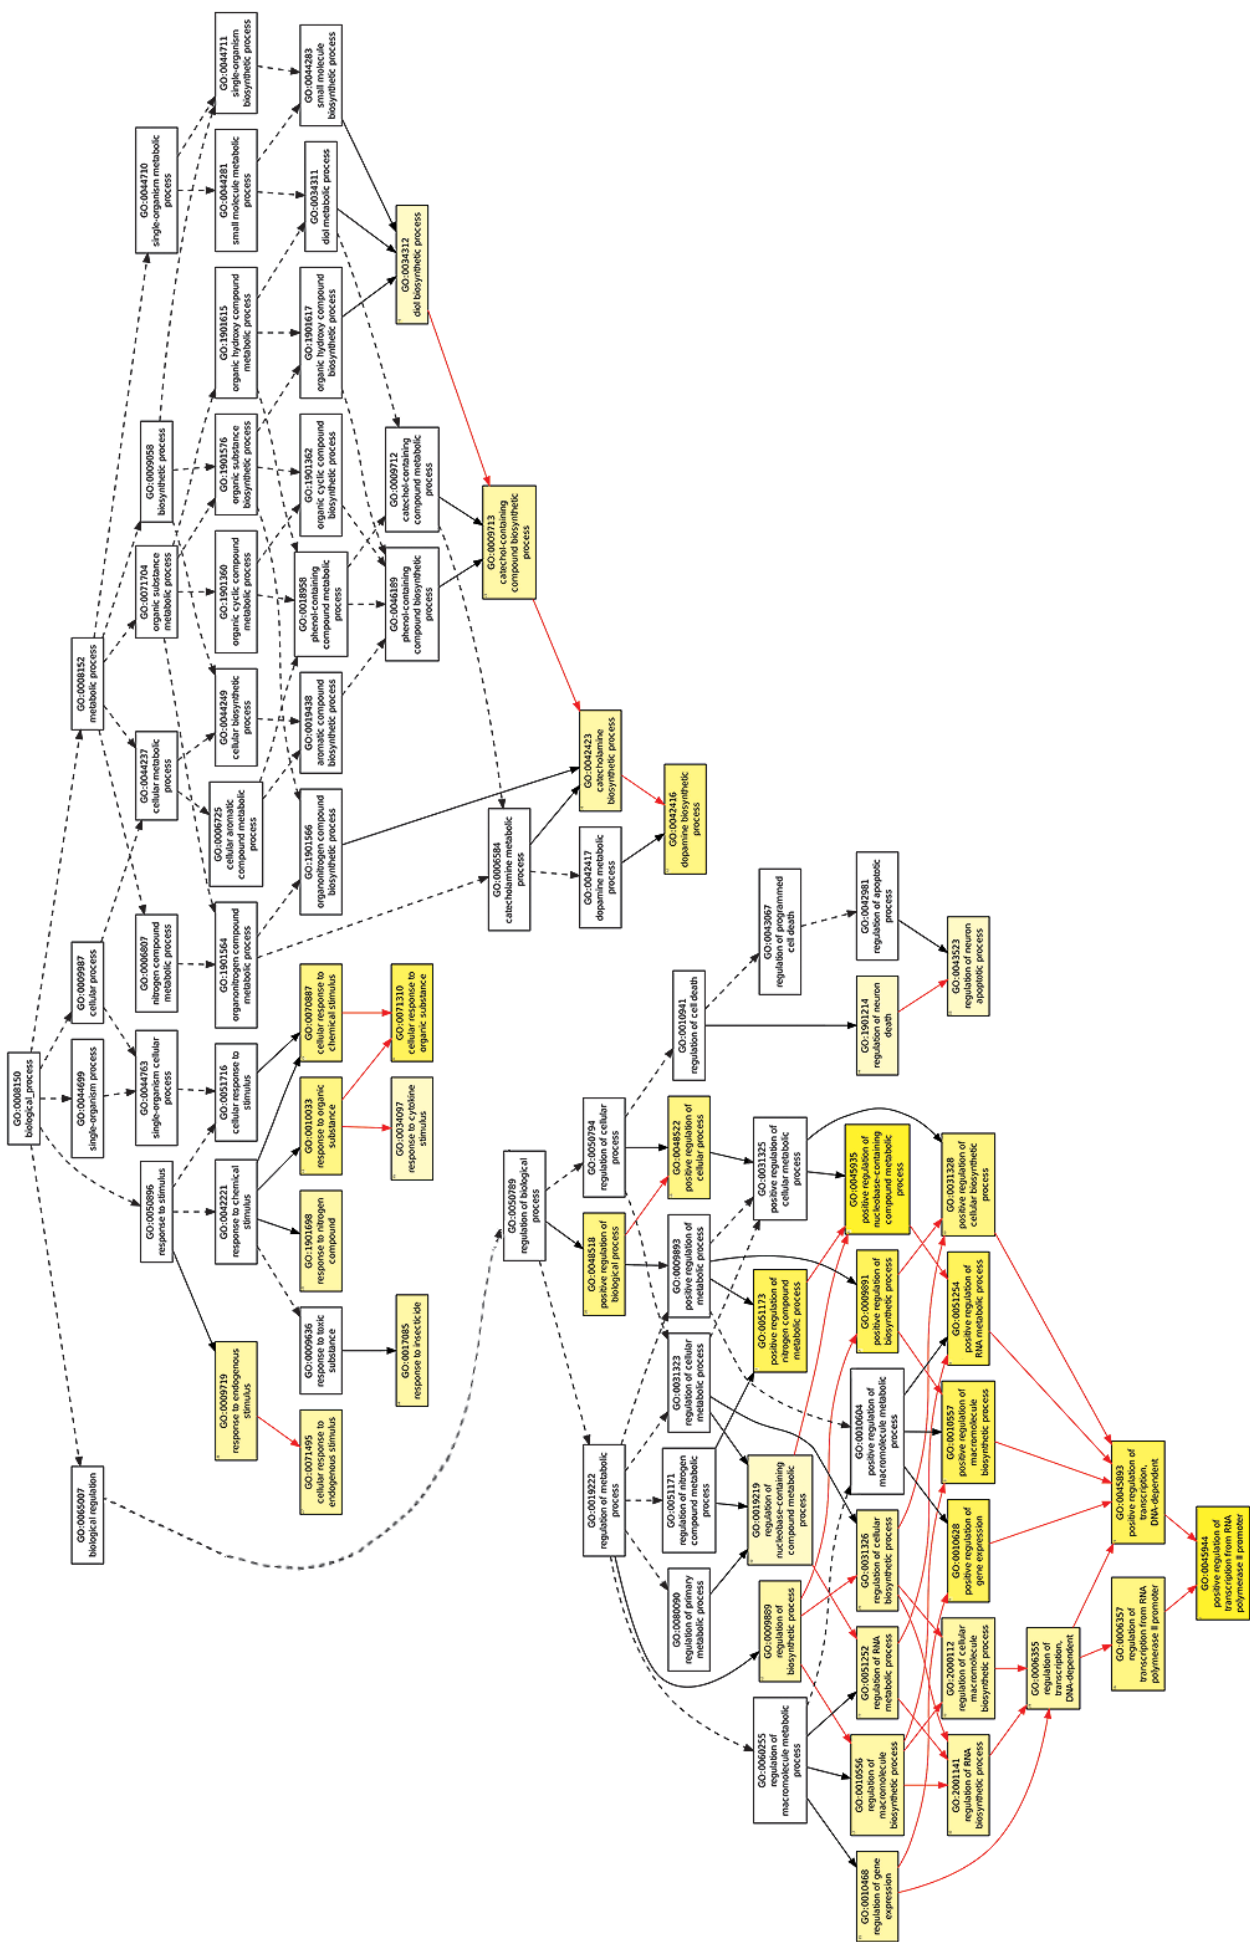 GO:0008150
biological_process
GO:0065007
biological regulation
GO:0050896
response to stimulus
GO:0044699
single-organism process
GO:0009987
cellular process
GO:0008152
metabolic process
GO:0044763
single-organism cellular
process
GO:0006807
nitrogen compound
metabolic process
GO:0044237
cellular metabolic
process
GO:0071704
organic substance
metabolic process
GO:0009058
biosynthetic process
GO:0044710
single-organism metabolic
process
GO:0009719
response to endogenous
stimulus
GO:0042221
response to chemical
stimulus
GO:0051716
cellular response to
stimulus
GO:1901564
organonitrogen compound
metabolic process
GO:0006725
cellular aromatic
compound metabolic
process
GO:0044249
cellular biosynthetic
process
GO:1901360
organic cyclic compound
metabolic process
GO:1901576
organic substance
biosynthetic process
GO:1901615
organic hydroxy compound
metabolic process
GO:0044281
small molecule metabolic
process
GO:0044711
single-organism
biosynthetic process
GO:0071495
cellular response to
endogenous stimulus
GO:0009636
response to toxic
substance
GO:1901698
response to nitrogen
compound
GO:0010033
response to organic
substance
GO:0070887
cellular response to
chemical stimulus
GO:1901566
organonitrogen compound
biosynthetic process
GO:0019438
aromatic compound
biosynthetic process
GO:0018958
phenol-containing
compound metabolic
process
GO:1901362
organic cyclic compound
biosynthetic process
GO:1901617
organic hydroxy compound
biosynthetic process
GO:0034311
diol metabolic process
GO:0044283
small molecule
biosynthetic process
GO:0017085
response to insecticide
GO:0034097
response to cytokine
stimulus
GO:0071310
cellular response to
organic substance
GO:0046189
phenol-containing
compound biosynthetic
process
GO:0009712
catechol-containing
compound metabolic
process
GO:0034312
diol biosynthetic process
GO:0050789
regulation of biological
process
GO:0006584
catecholamine metabolic
process
GO:0009713
catechol-containing
compound biosynthetic
process
GO:0019222
regulation of metabolic
process
GO:0048518
positive regulation of
biological process
GO:0050794
regulation of cellular
process
GO:0042417
dopamine metabolic
process
GO:0042423
catecholamine
biosynthetic process
GO:0080090
regulation of primary
metabolic process
GO:0051171
regulation of nitrogen
compound metabolic
process
GO:0031323
regulation of cellular
metabolic process
GO:0009893
positive regulation of
metabolic process
GO:0048522
positive regulation of
cellular process
GO:0010941
regulation of cell death
GO:0042416
dopamine biosynthetic
process
GO:0060255
regulation of
macromolecule metabolic
process
GO:0009889
regulation of
biosynthetic process
GO:0019219
regulation of
nucleobase-containing
compound metabolic
process
GO:0051173
positive regulation of
nitrogen compound
metabolic process
GO:0031325
positive regulation of
cellular metabolic
process
GO:0043067
regulation of programmed
cell death
GO:0010468
regulation of gene
expression
GO:0010556
regulation of
macromolecule
biosynthetic process
GO:0051252
regulation of RNA
metabolic process
GO:0031326
regulation of cellular
biosynthetic process
GO:0010604
positive regulation of
macromolecule metabolic
process
GO:0009891
positive regulation of
biosynthetic process
GO:0045935
positive regulation of
nucleobase-containing
compound metabolic
process
GO:1901214
regulation of neuron
death
GO:0042981
regulation of apoptotic
process
GO:2001141
regulation of RNA
biosynthetic process
GO:2000112
regulation of cellular
macromolecule
biosynthetic process
GO:0010628
positive regulation of
gene expression
GO:0010557
positive regulation of
macromolecule
biosynthetic process
GO:0051254
positive regulation of
RNA metabolic process
GO:0031328
positive regulation of
cellular biosynthetic
process
GO:0043523
regulation of neuron
apoptotic process
GO:0006355
regulation of
transcription,
DNA-dependent
GO:0006357
regulation of
transcription from RNA
polymerase II promoter
GO:0045893
positive regulation of
transcription,
DNA-dependent
GO:0045944
positive regulation of
transcription from RNA
polymerase II promoter